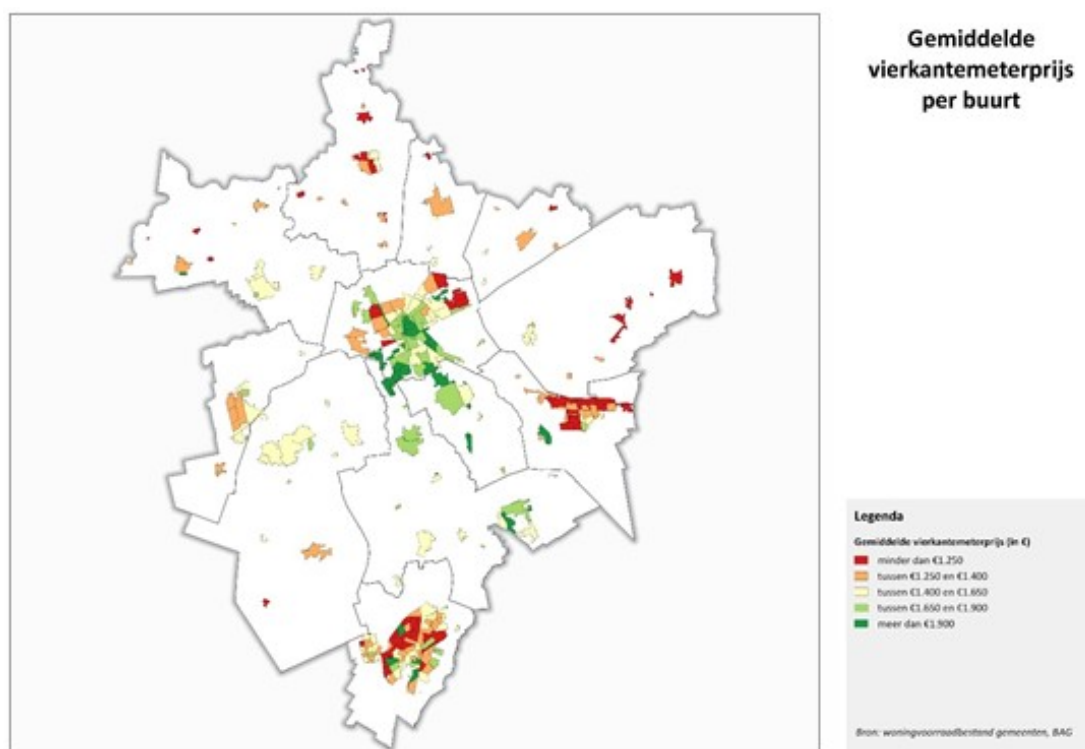 Gemiddelde
vierkantemeterprijs
per buurt
Legenda
Gemiddelde vierkantemeterprijs (in €)
minder dan €1.250
tussen €1.250 en €1.400
tussen €1.400 en €1.650
tussen €1.650 en €1.900
meer dan €1.900
Bron: woningvoorraadbestand gemeenten, BAG